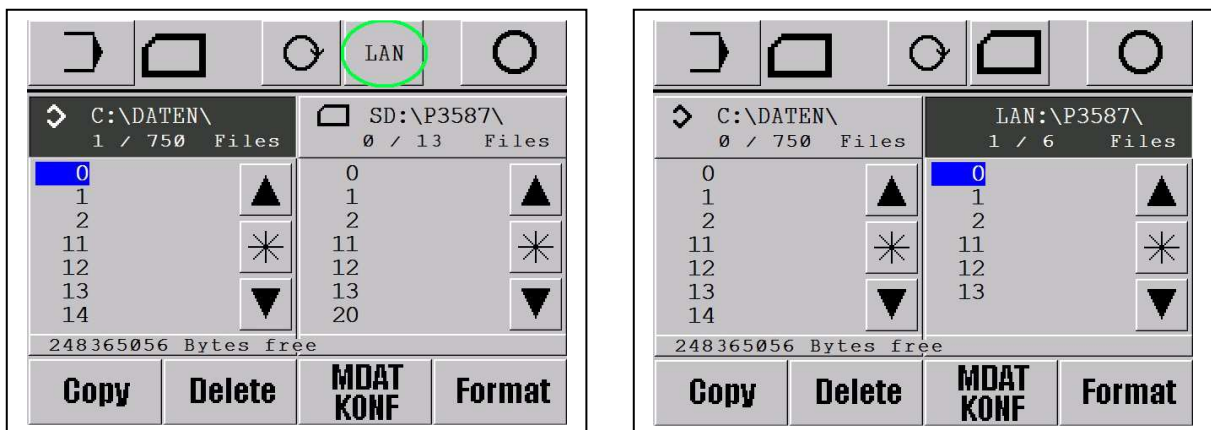 LAN
C:\DATEN\
1 / 750 Files
SD:\P3587\
0 / 13 Files
0
1
2
11
12
13
14
0
1
2
11
12
13
20
248365056 Bytes free
Copy
Delete
MDAT
KONF
Format
C:\DATEN\
0 / 750 Files
LAN:\P3587\
1 / 6 Files
0
1
2
11
12
13
14
0
1
2
11
12
13
248365056 Bytes free
Copy
Delete
MDAT
KONF
Format